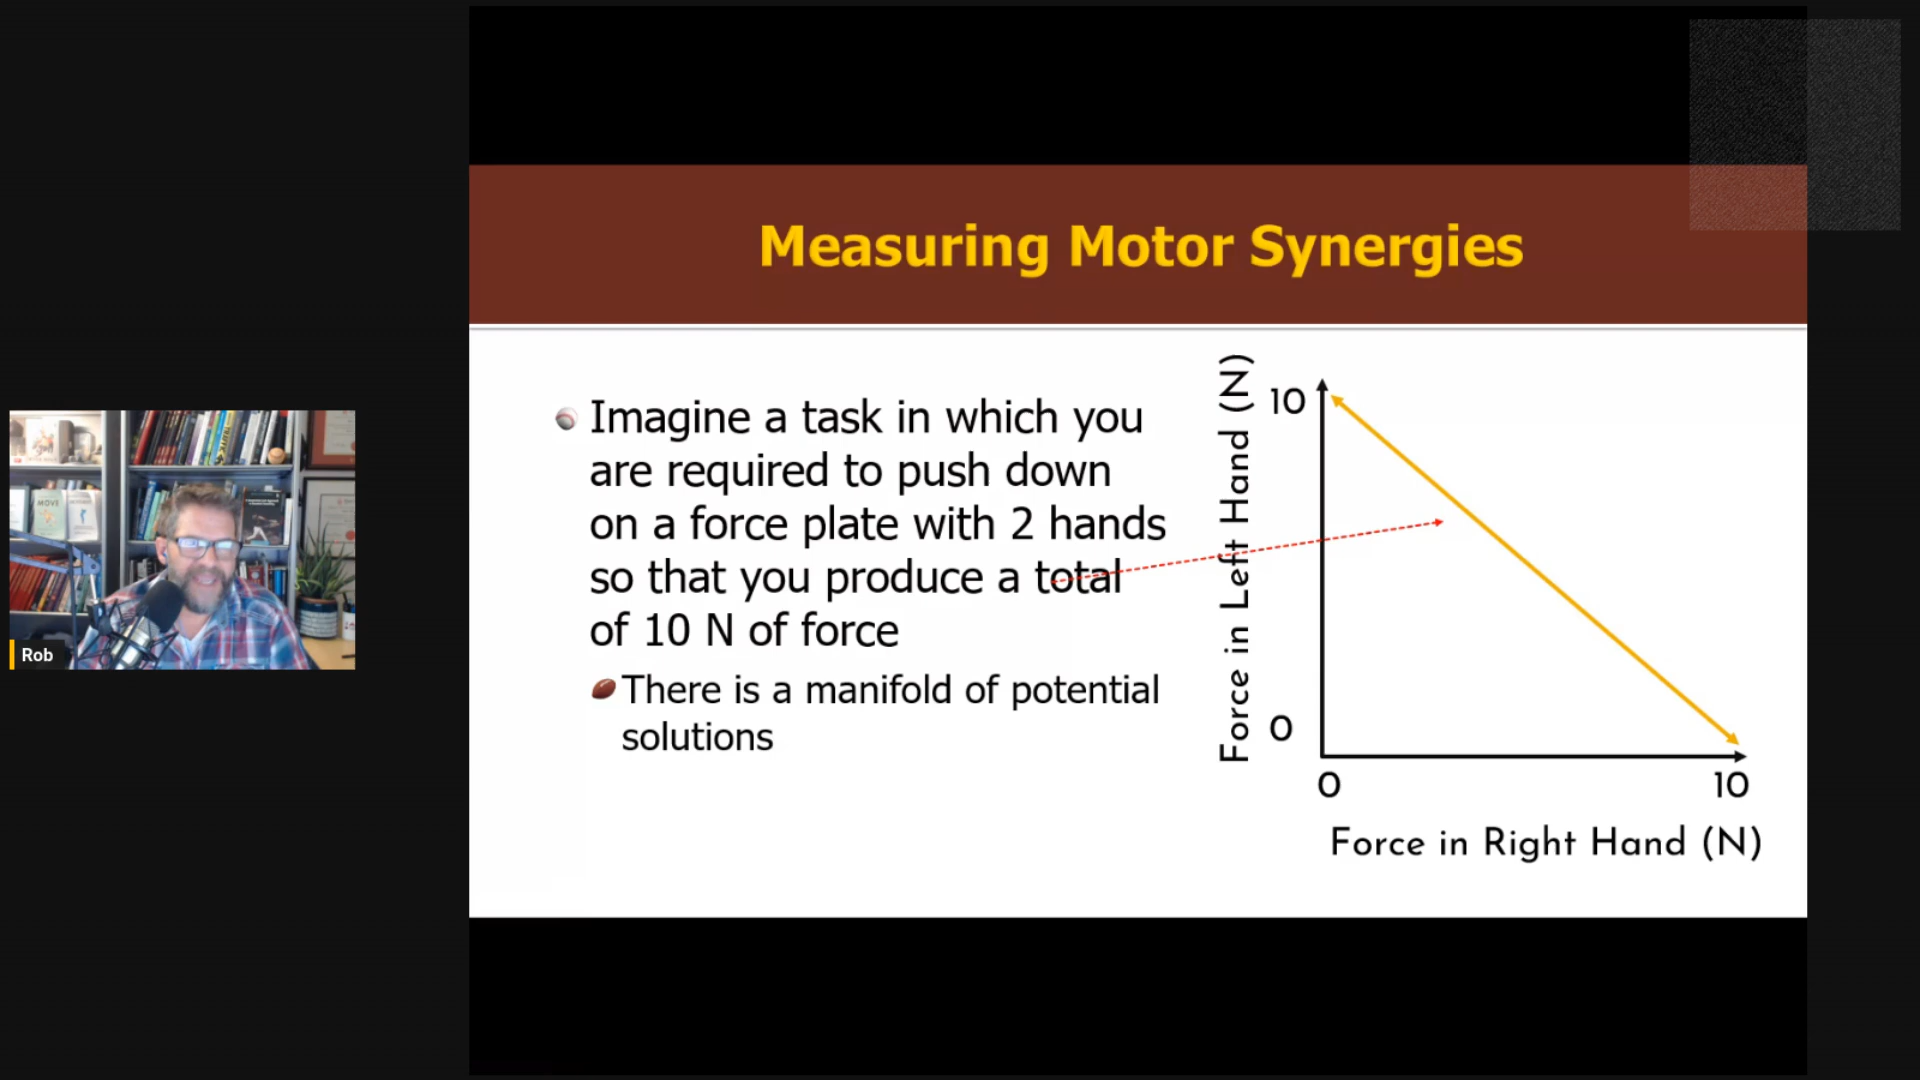 Measuring Motor Synergies
Imagine a task in which you
are required to push down
on a force plate with 2 hands
so that you produce a total
of 10 N of force
There is a manifold of potential
solutions
Force in Left Hand (N)
10
0
0
10
Force in Right Hand (N)
MOVE
Rob